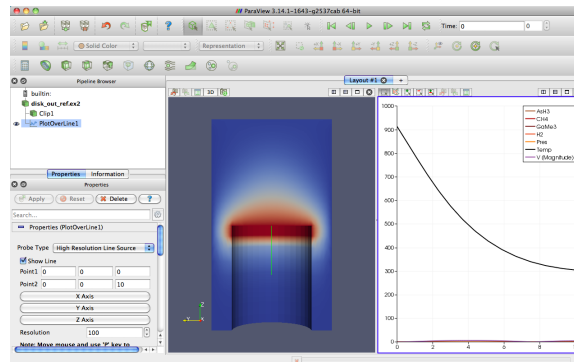 ParaView 3.14.1-1643-g2537cab 64-bit
Time: 0
0
Solid Color
Representation
Pipeline Browser
builtin:
disk_out_ref.ex2
Clip1
PlotOverLine1
Properties
Information
Properties
Apply
Reset
Delete
?
Search...
Properties (PlotOverLine1)
Probe Type
High Resolution Line Source
Show Line
Point1 0 0 0
Point2 0 0 10
X Axis
Y Axis
Z Axis
Resolution 100
Note: Move mouse and use 'P' key to
Layout #1
+
3D
Z
Y
1000
900
800
700
600
500
400
300
200
100
0
0 2 4 6 8
AsH3
CH4
GaMe3
H2
Pres
Temp
V (Magnitude)